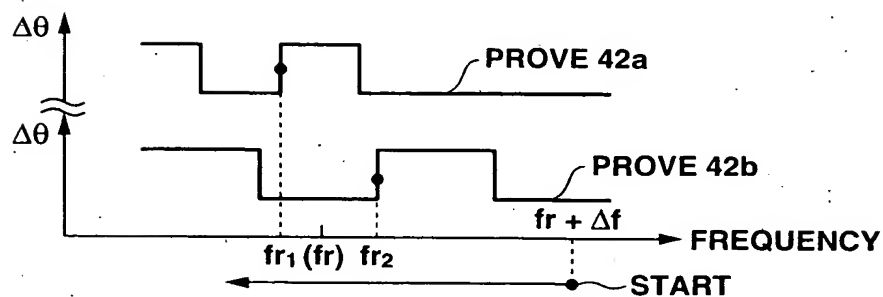 Δθ
PROVE 42a
Δθ
PROVE 42b
fr + Δf
fr₁ (fr) fr₂
FREQUENCY
START